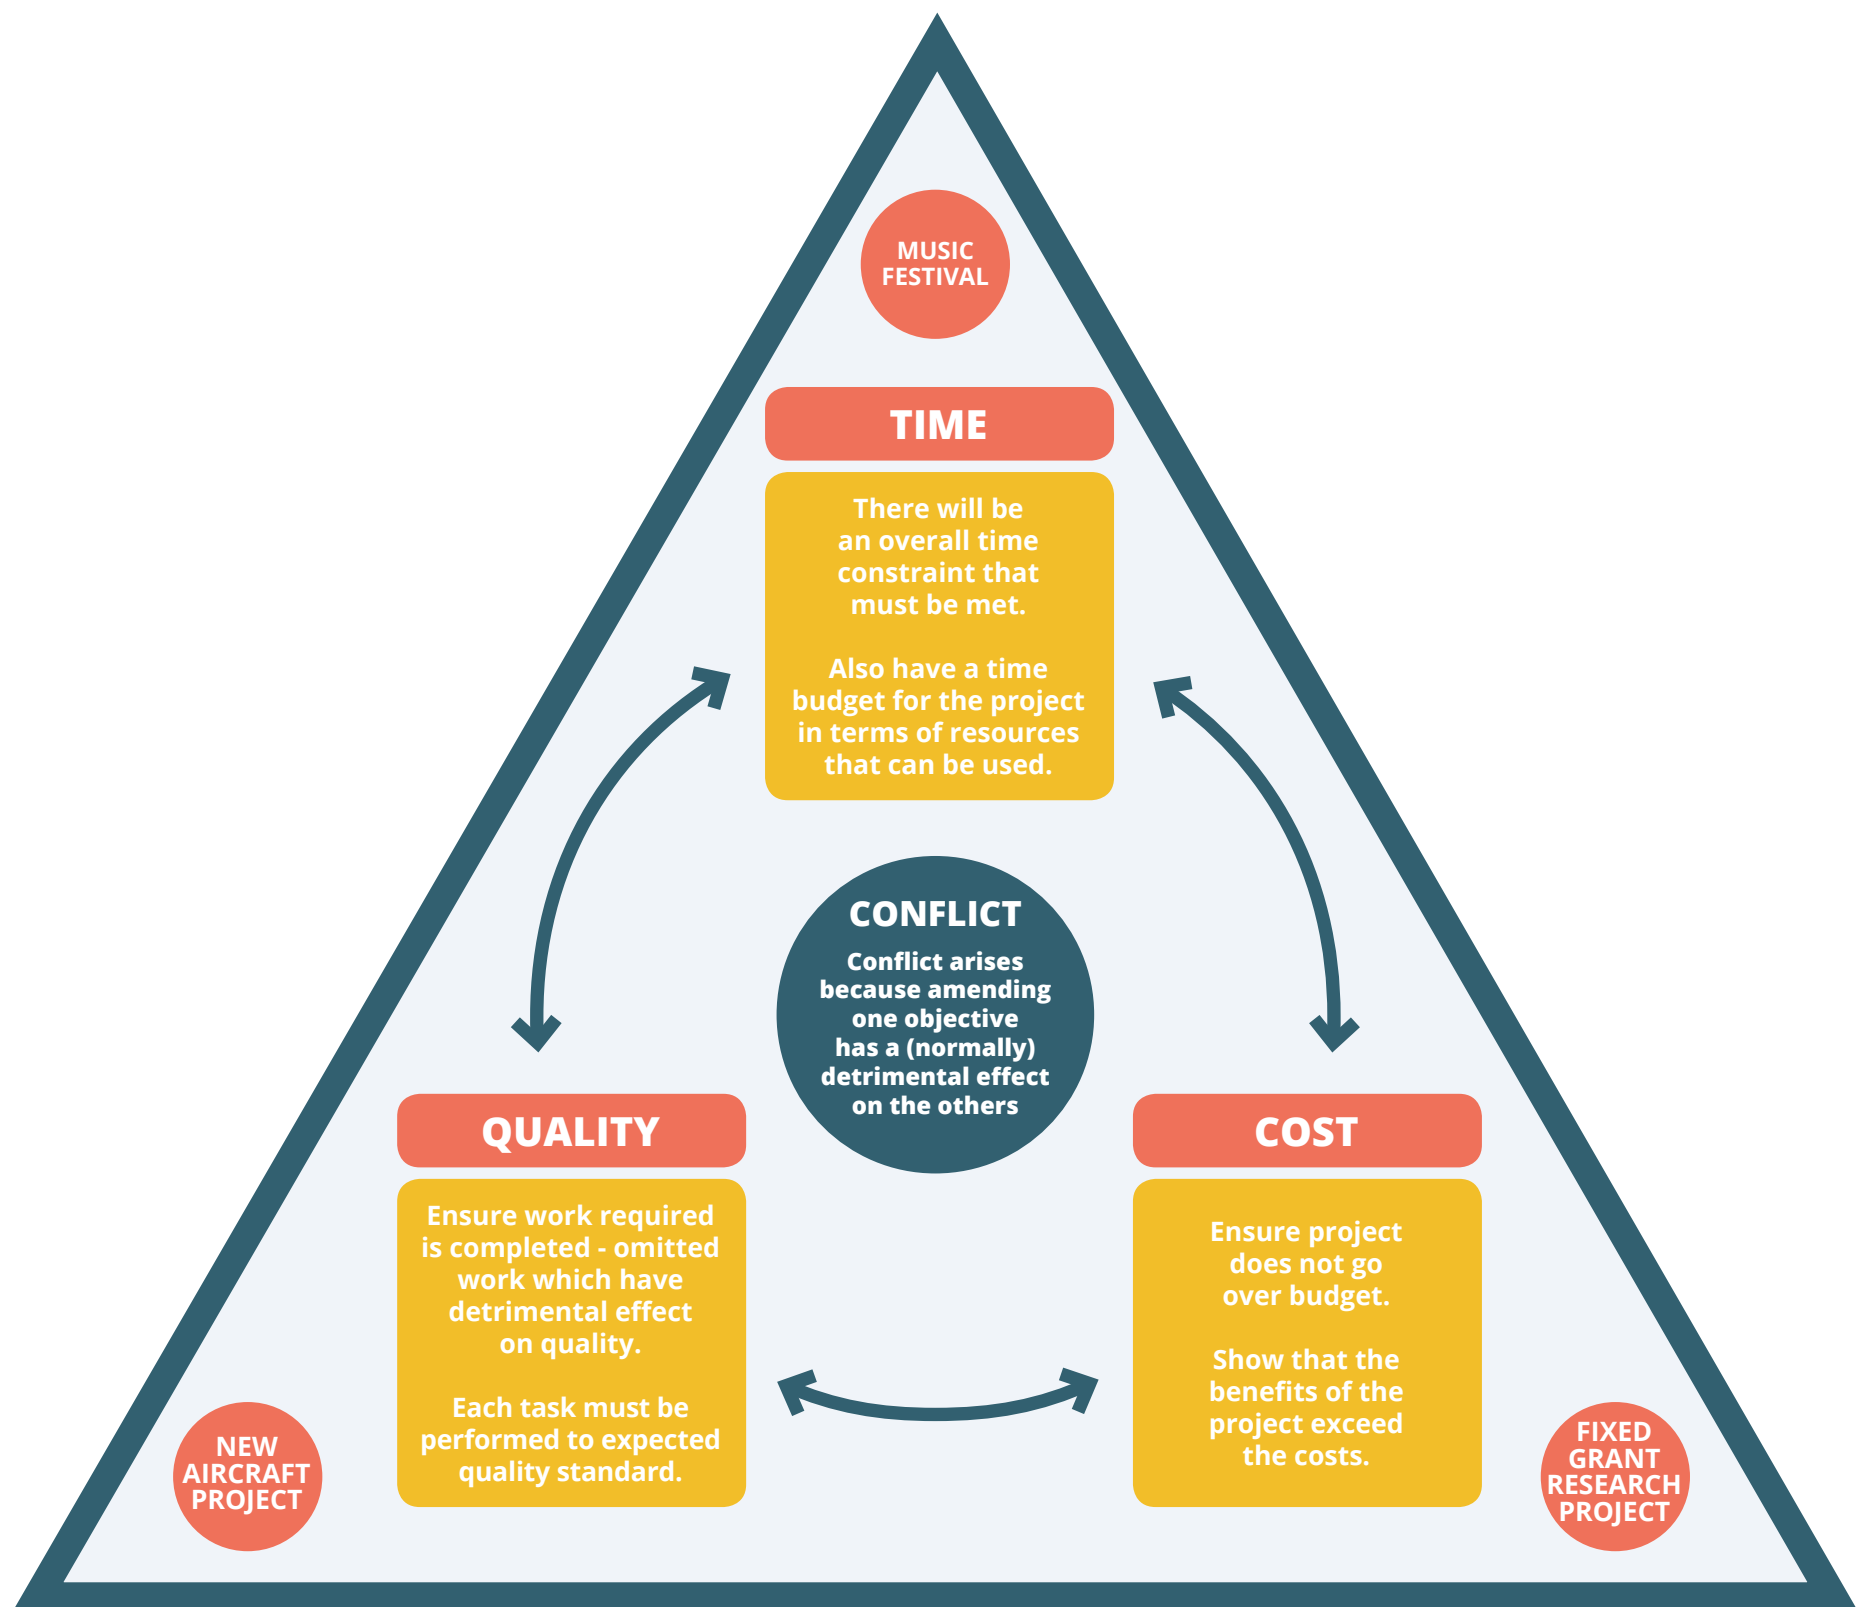 MUSIC
FESTIVAL
TIME
There will be
an overall time
constraint that
must be met.
Also have a time
budget for the project
in terms of resources
that can be used.
CONFLICT
Conflict arises
because amending
one objective
has a (normally)
detrimental effect
on the others
QUALITY
Ensure work required
is completed - omitted
work which have
detrimental effect
on quality.
Each task must be
performed to expected
quality standard.
COST
Ensure project
does not go
over budget.
Show that the
benefits of the
project exceed
the costs.
NEW
AIRCRAFT
PROJECT
FIXED
GRANT
RESEARCH
PROJECT